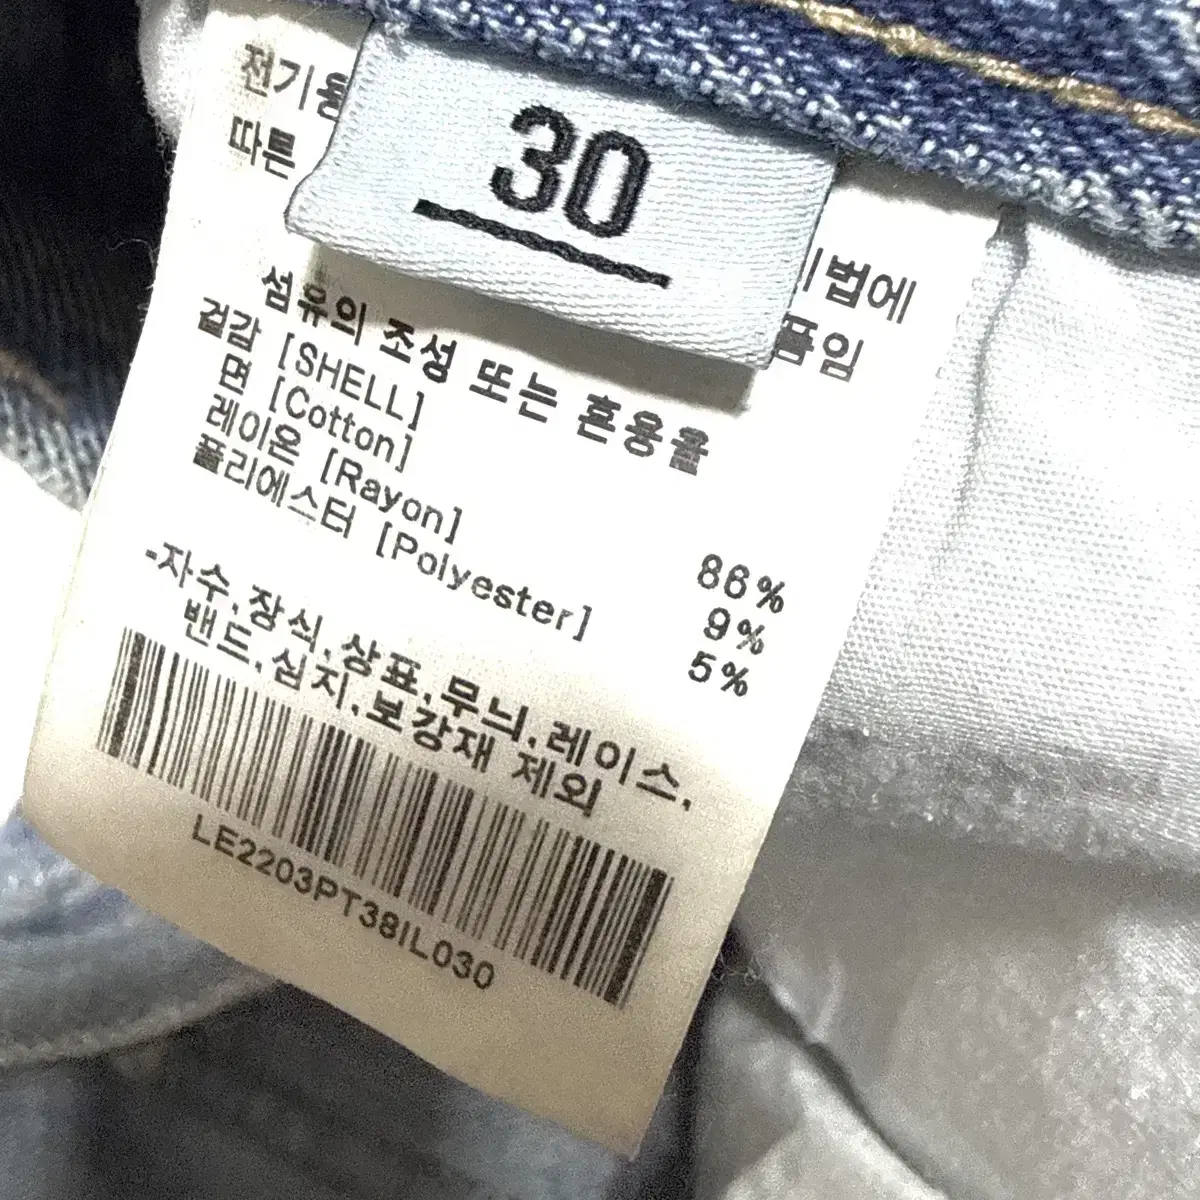 30
전기용
따른
법에
품임
섬유의 조성 또는 혼용율
겉감 [SHELL]
면 [Cotton] 86%
레이온 [Rayon] 9%
폴리에스터 [Polyester] 5%
-자수.장식.상표.무늬.레이스.
밴드.심지.보강재 제외
LE2203PT38IL030